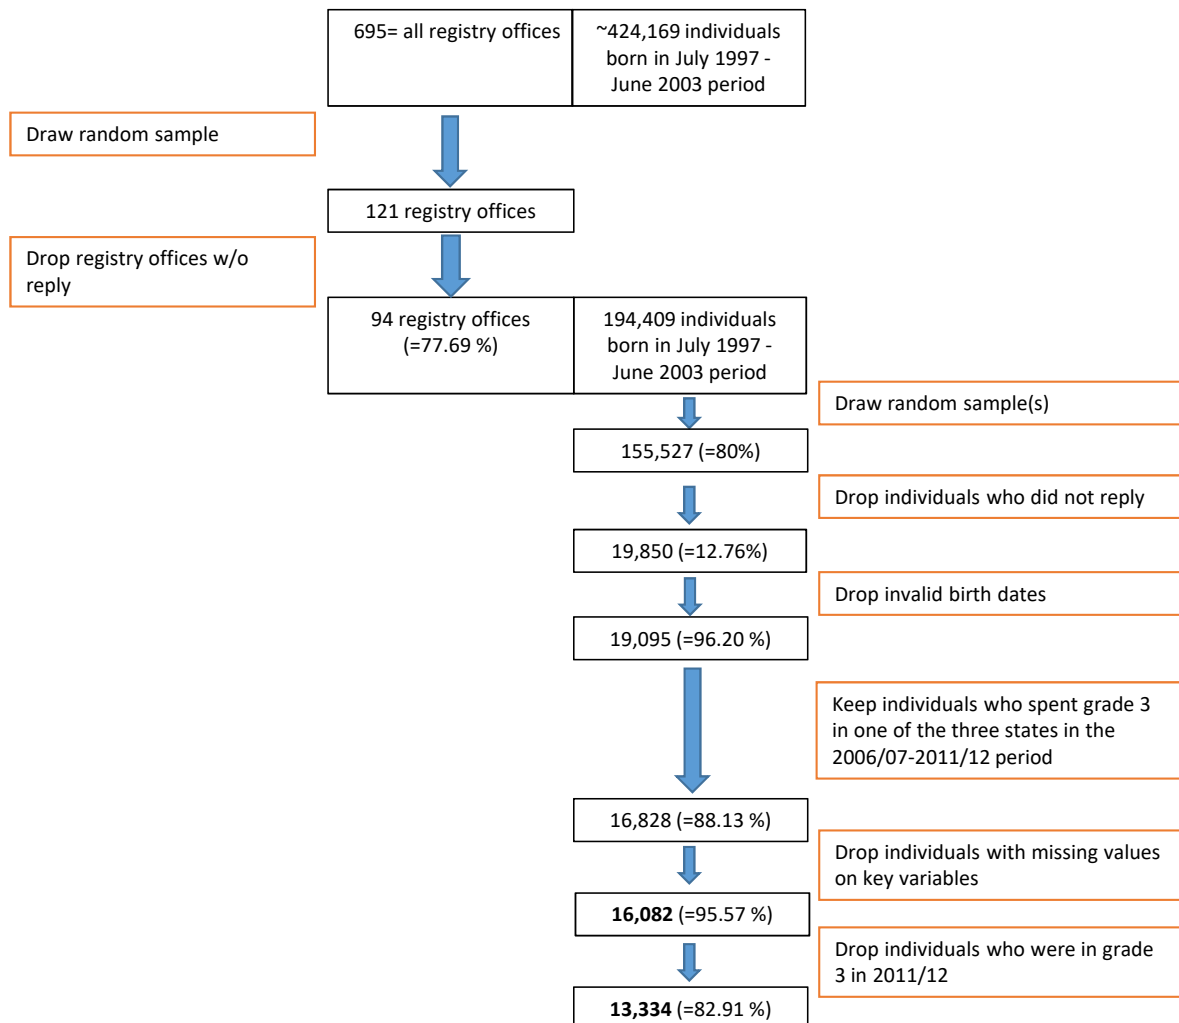 695= all registry offices
~424,169 individuals
born in July 1997 -
June 2003 period
Draw random sample
121 registry offices
Drop registry offices w/o
reply
94 registry offices
(=77.69 %)
194,409 individuals
born in July 1997 -
June 2003 period
Draw random sample(s)
155,527 (=80%)
Drop individuals who did not reply
19,850 (=12.76%)
Drop invalid birth dates
19,095 (=96.20 %)
Keep individuals who spent grade 3
in one of the three states in the
2006/07-2011/12 period
16,828 (=88.13 %)
Drop individuals with missing values
on key variables
16,082 (=95.57 %)
Drop individuals who were in grade
3 in 2011/12
13,334 (=82.91 %)